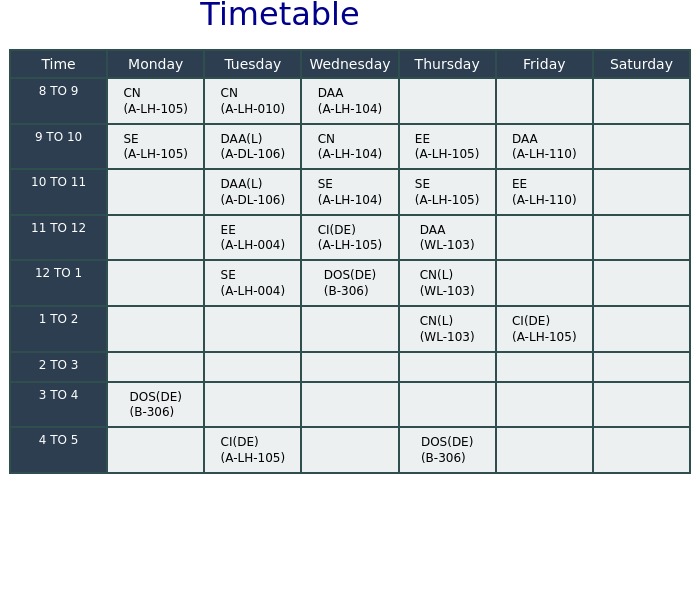 Timetable
Time Monday Tuesday Wednesday Thursday Friday Saturday
8 TO 9 CN CN DAA
(A-LH-105) (A-LH-010) (A-LH-104)
9 TO 10 SE DAA(L) CN EE DAA
(A-LH-105) (A-DL-106) (A-LH-104) (A-LH-105) (A-LH-110)
10 TO 11 DAA(L) SE SE EE
(A-DL-106) (A-LH-104) (A-LH-105) (A-LH-110)
11 TO 12 EE CI(DE) DAA
(A-LH-004) (A-LH-105) (WL-103)
12 TO 1 SE DOS(DE) CN(L)
(A-LH-004) (B-306) (WL-103)
1 TO 2 CN(L) CI(DE)
(WL-103) (A-LH-105)
2 TO 3
3 TO 4 DOS(DE)
(B-306)
4 TO 5 CI(DE) DOS(DE)
(A-LH-105) (B-306)